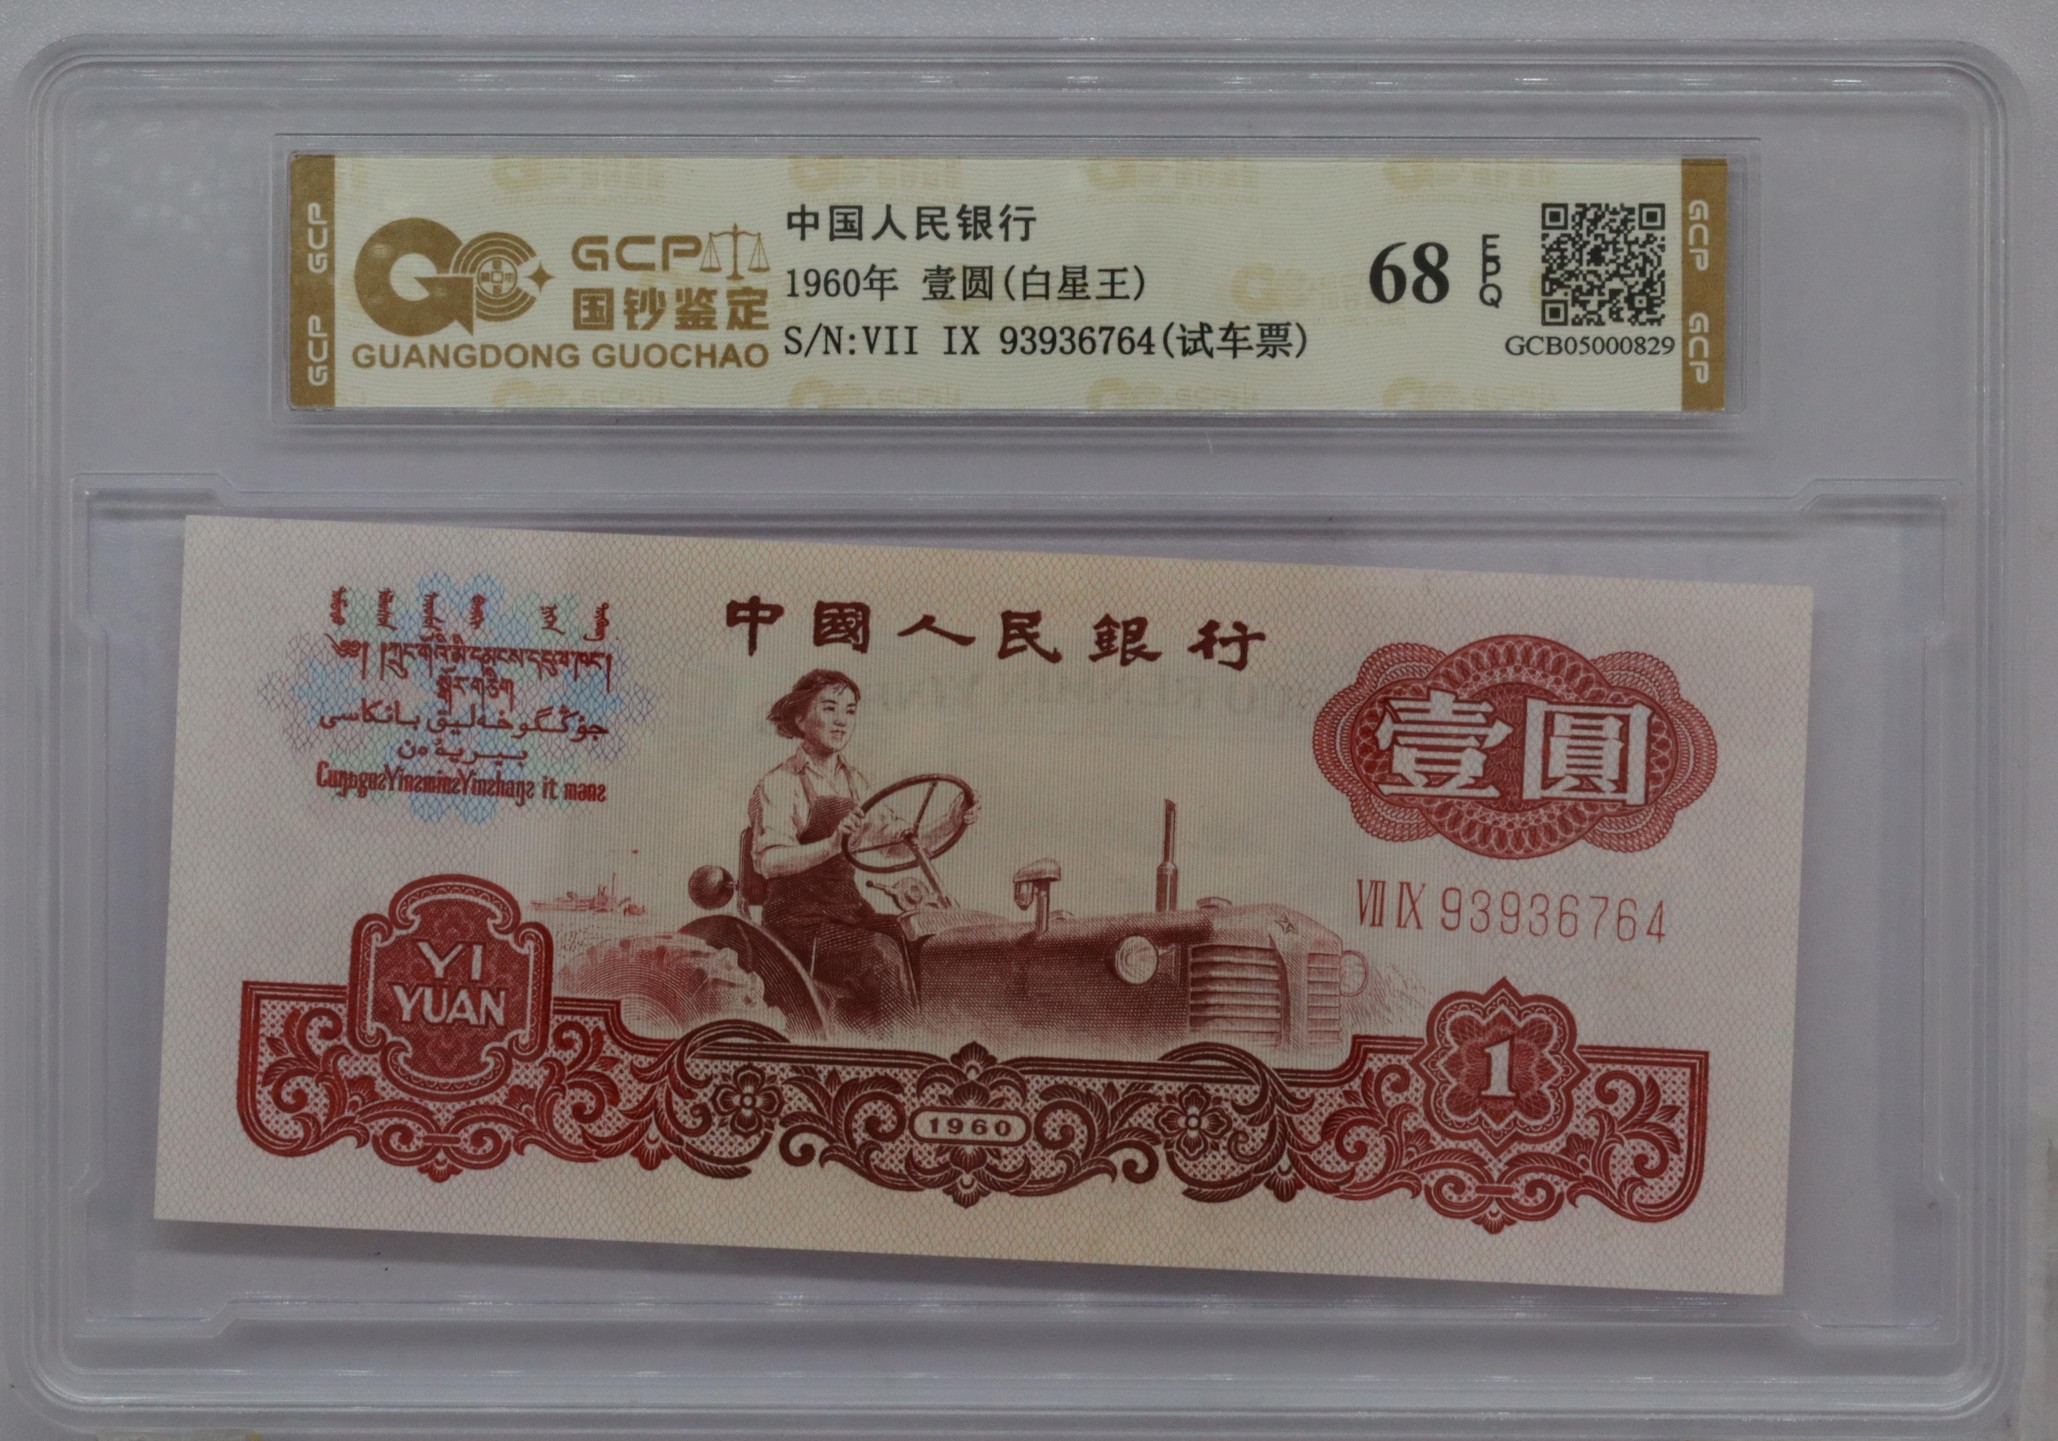 GCP
GCP
GCP
国钞鉴定
GUANGDONG GUOCHAO
中国人民银行
1960年 壹圆(白星王)
S/N:VII IX 93936764(试车票)
68
EPQ
GCB05000829
GCP
GCP
中國人民銀行
壹圓
VII IX 93936764
YI
YUAN
1960
1